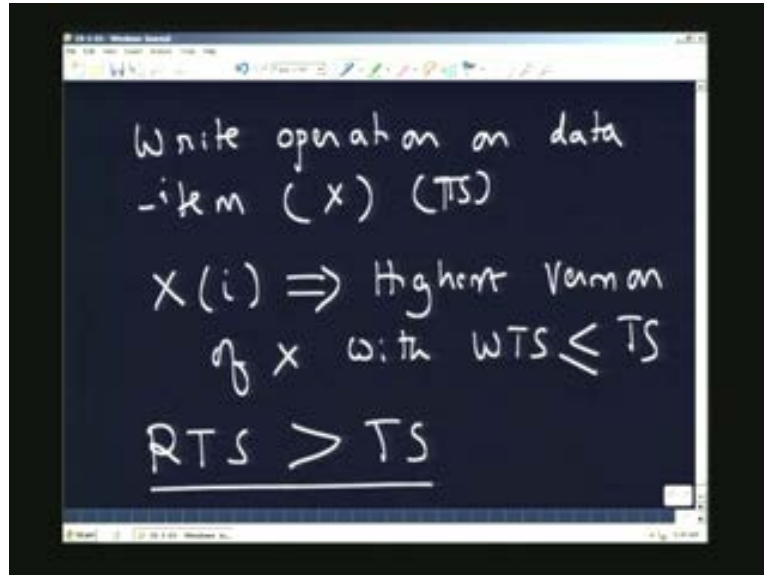 Write operation on data
-item (X) (TS)
X(i) ⇒ Highest Version
of X with WTS ≤ TS
RTS > TS